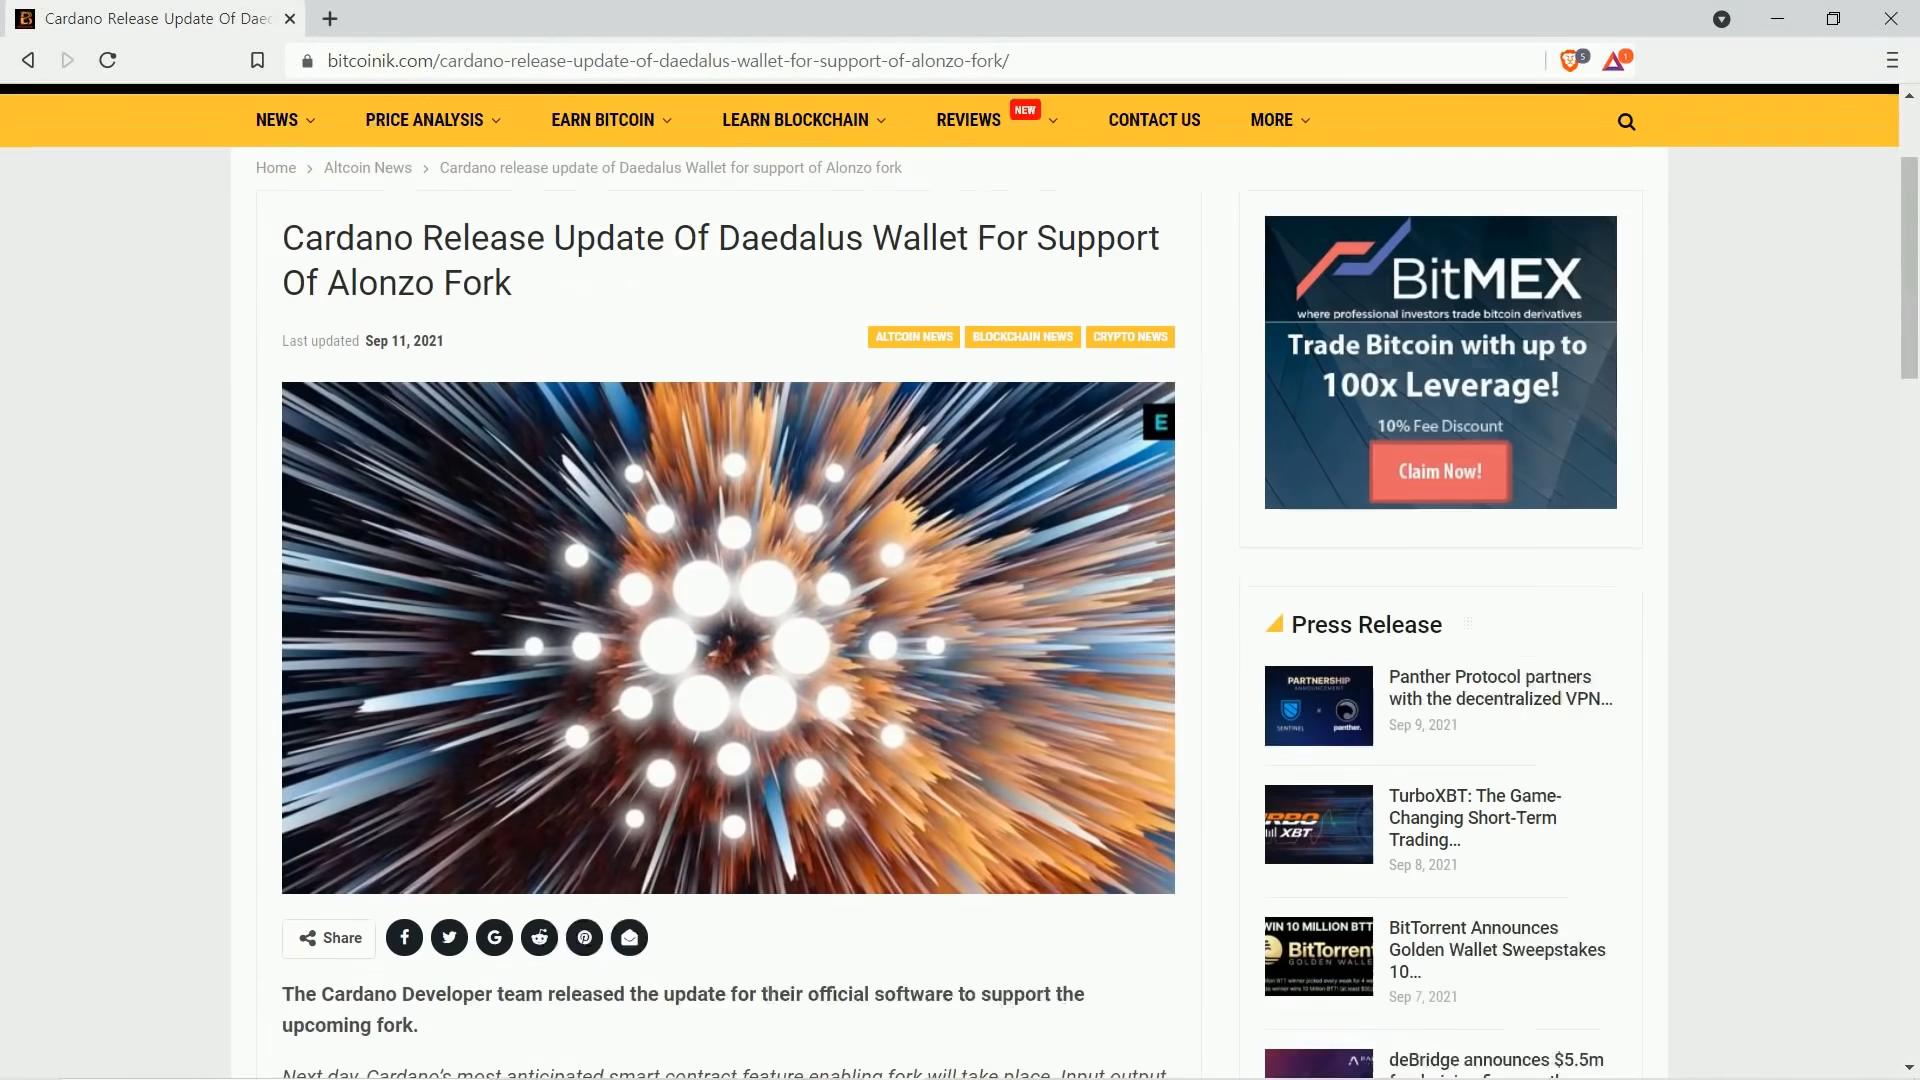 Cardano Release Update Of Daed
bitcoinik.com/cardano-release-update-of-daedalus-wallet-for-support-of-alonzo-fork/
5
1
NEWS
PRICE ANALYSIS
EARN BITCOIN
LEARN BLOCKCHAIN
REVIEWS
NEW
CONTACT US
MORE
Home
Altcoin News
Cardano release update of Daedalus Wallet for support of Alonzo fork
Cardano Release Update Of Daedalus Wallet For Support
Of Alonzo Fork
Last updated Sep 11, 2021
ALTCOIN NEWS
BLOCKCHAIN NEWS
CRYPTO NEWS
E
Share
The Cardano Developer team released the update for their official software to support the
upcoming fork.
Next day, Cardano's most anticipated smart contract feature enabling fork will take place. Input output
BitMEX
where professional investors trade bitcoin derivatives
Trade Bitcoin with up to
100x Leverage!
10% Fee Discount
Claim Now!
Press Release
PARTNERSHIP
ANNOUNCEMENT
SENTINEL
panther.
Panther Protocol partners
with the decentralized VPN...
Sep 9, 2021
RBO
XBT
TurboXBT: The Game-
Changing Short-Term
Trading...
Sep 8, 2021
WIN 10 MILLION BTT
BitTorrent
GOLDEN WALLE
BitTorrent Announces
Golden Wallet Sweepstakes
10...
Sep 7, 2021
deBridge announces $5.5m